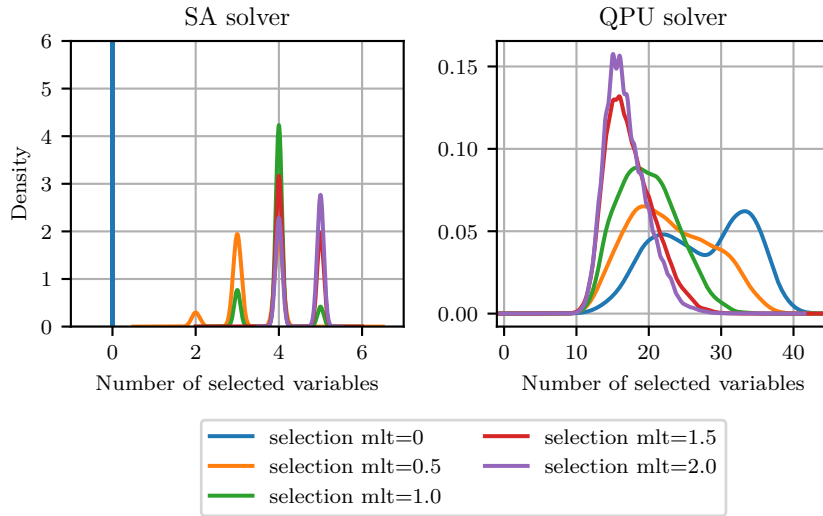 SA solver
QPU solver
Density
6
5
4
3
2
1
0
0 2 4 6
Number of selected variables
0.15
0.10
0.05
0.00
0 10 20 30 40
Number of selected variables
selection mlt=0
selection mlt=0.5
selection mlt=1.0
selection mlt=1.5
selection mlt=2.0